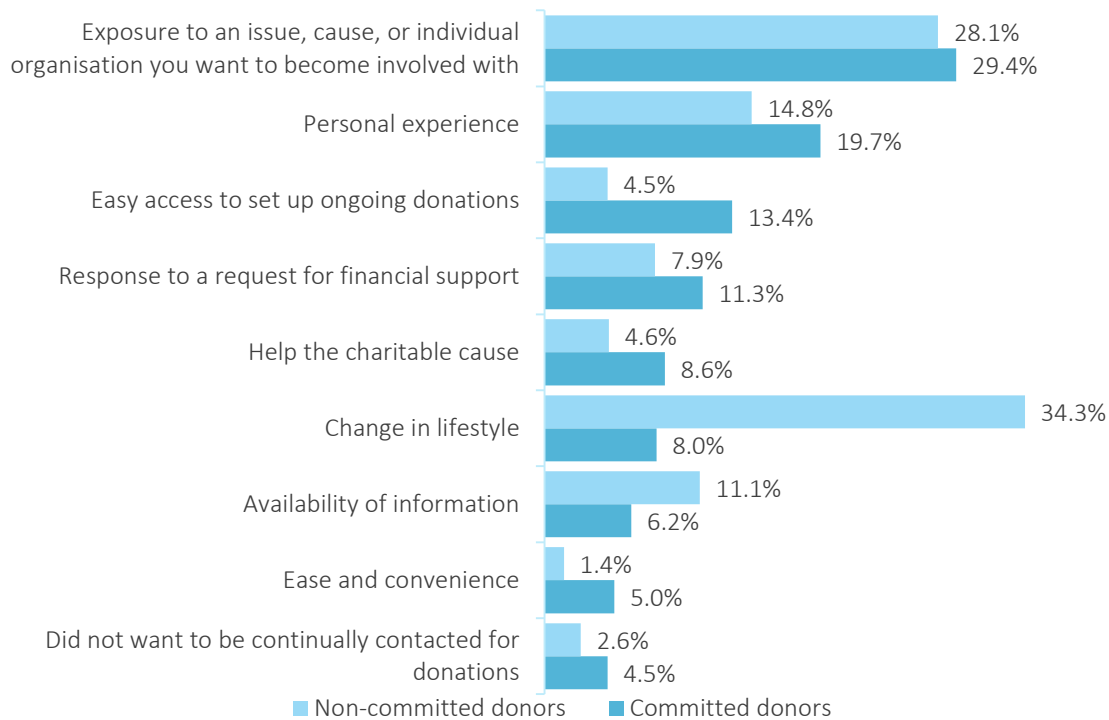 Exposure to an issue, cause, or individual
organisation you want to become involved with
28.1%
29.4%
Personal experience
14.8%
19.7%
Easy access to set up ongoing donations
4.5%
13.4%
Response to a request for financial support
7.9%
11.3%
Help the charitable cause
4.6%
8.6%
Change in lifestyle
34.3%
8.0%
Availability of information
11.1%
6.2%
Ease and convenience
1.4%
5.0%
Did not want to be continually contacted for
donations
2.6%
4.5%
Non-committed donors
Committed donors